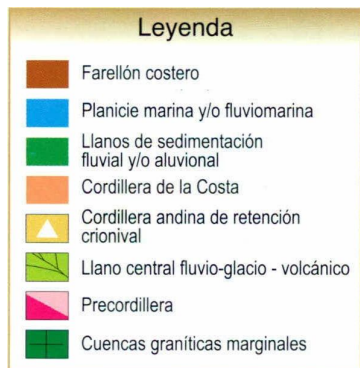 Leyenda
Farellón costero
Planicie marina y/o fluviomarina
Llanos de sedimentación
fluvial y/o aluvional
Cordillera de la Costa
Cordillera andina de retención
crionival
Llano central fluvio-glacio - volcánico
Precordillera
Cuencas graníticas marginales